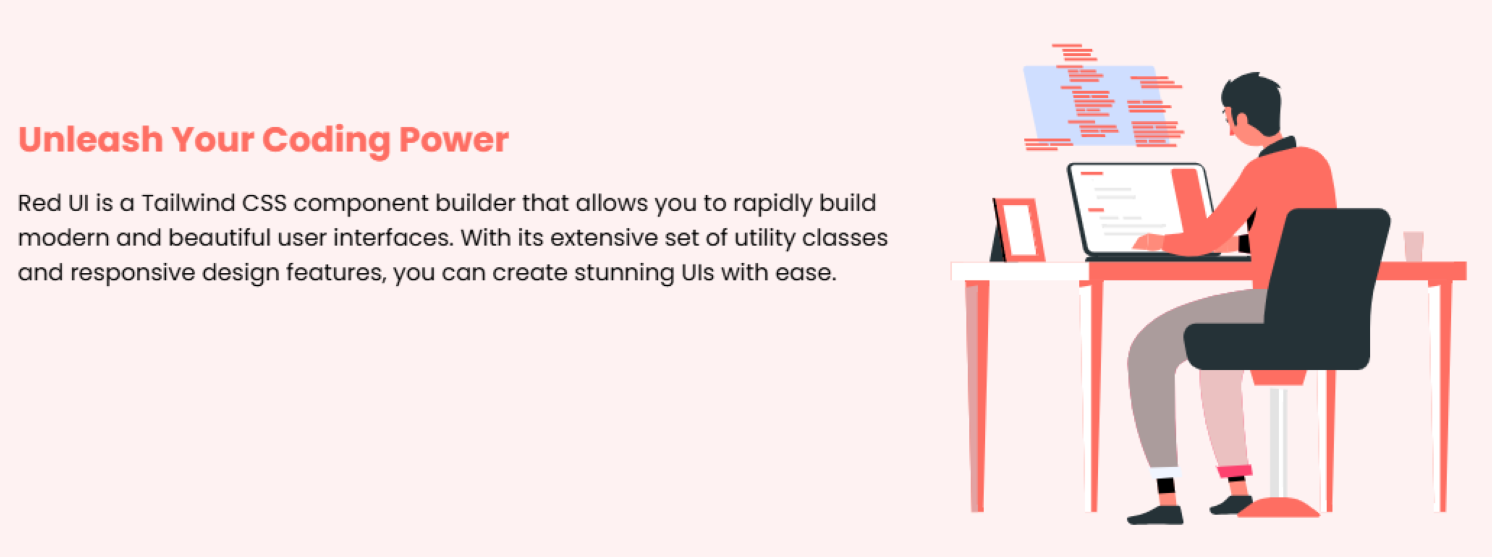 Unleash Your Coding Power
Red UI is a Tailwind CSS component builder that allows you to rapidly build
modern and beautiful user interfaces. With its extensive set of utility classes
and responsive design features, you can create stunning UIs with ease.